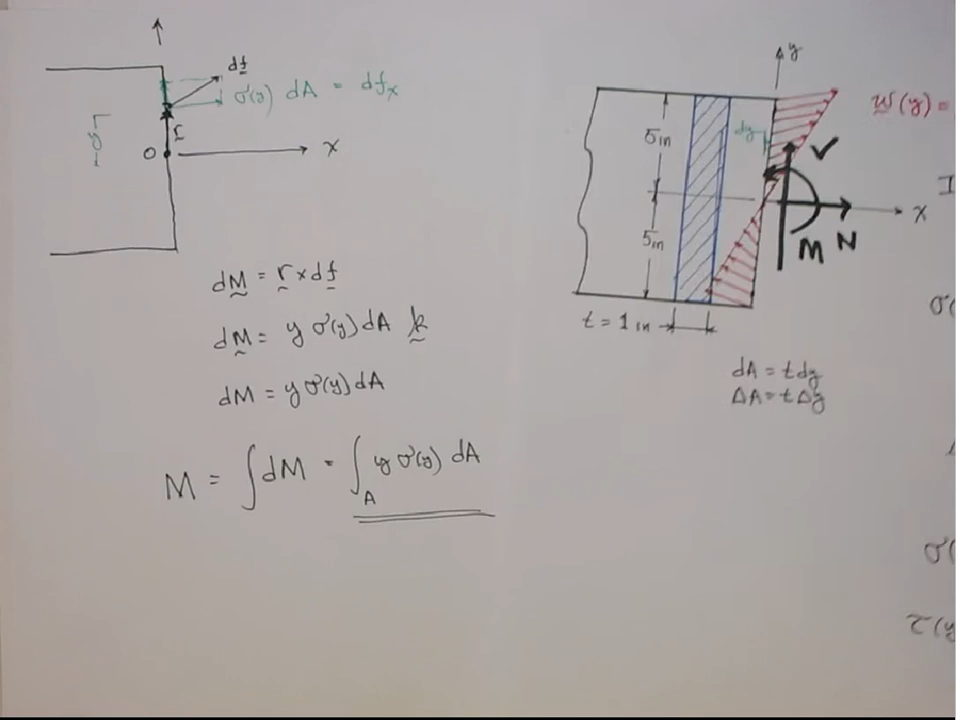 df
σ(y) dA = dfx
r
y
O
x
dM = r x df
dM = y σ(y) dA k
dM = y σ(y) dA
M = ∫dM = ∫A y σ(y) dA
y
w(y) =
5in
dy
V
x
5in
M N
t = 1 in
dA = t dy
ΔA = t Δy
σ(
σ(
τ(y